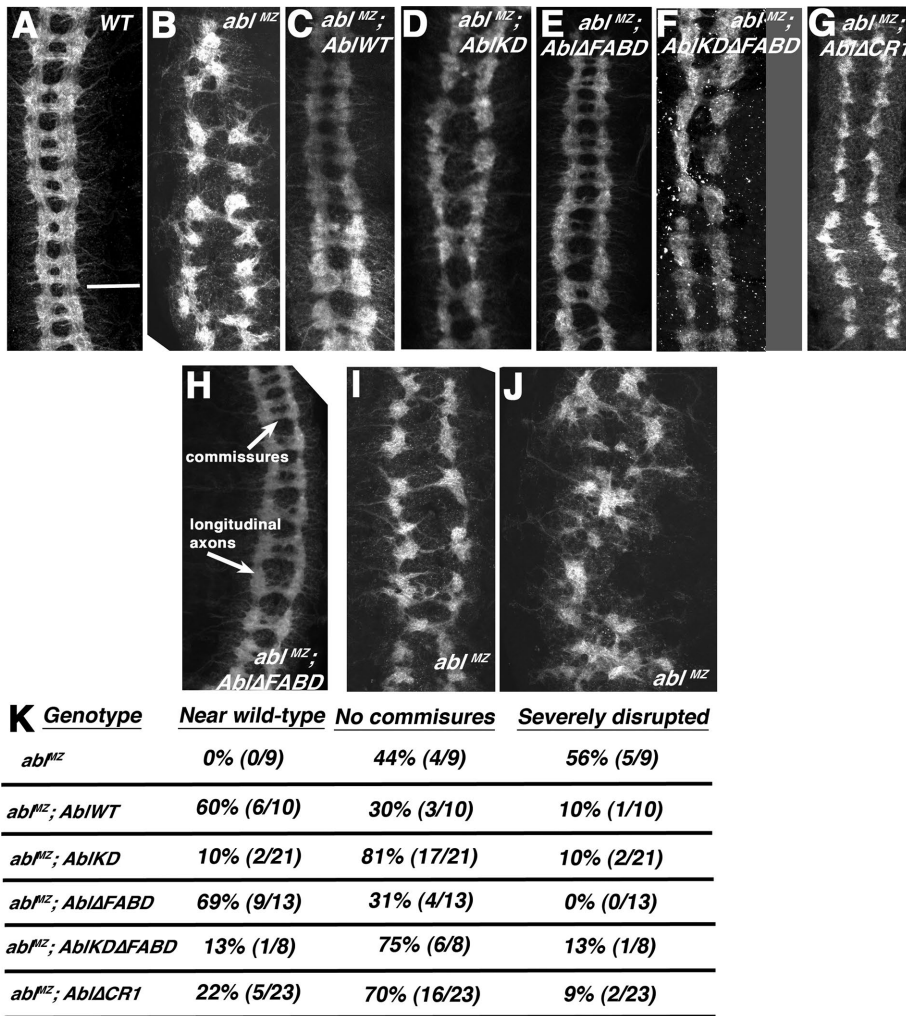 A WT
B abl MZ
C abl MZ;
AblWT
D abl MZ;
AblKD
E abl MZ;
AblΔFABD
F abl MZ;
AblKDΔFABD
G abl MZ;
AblΔCR1
H
commissures
longitudinal
axons
abl MZ;
AblΔFABD
I
abl MZ
J
abl MZ
K Genotype Near wild-type No commisures Severely disrupted
abl MZ 0% (0/9) 44% (4/9) 56% (5/9)
abl MZ; AblWT 60% (6/10) 30% (3/10) 10% (1/10)
abl MZ; AblKD 10% (2/21) 81% (17/21) 10% (2/21)
abl MZ; AblΔFABD 69% (9/13) 31% (4/13) 0% (0/13)
abl MZ; AblKDΔFABD 13% (1/8) 75% (6/8) 13% (1/8)
abl MZ; AblΔCR1 22% (5/23) 70% (16/23) 9% (2/23)